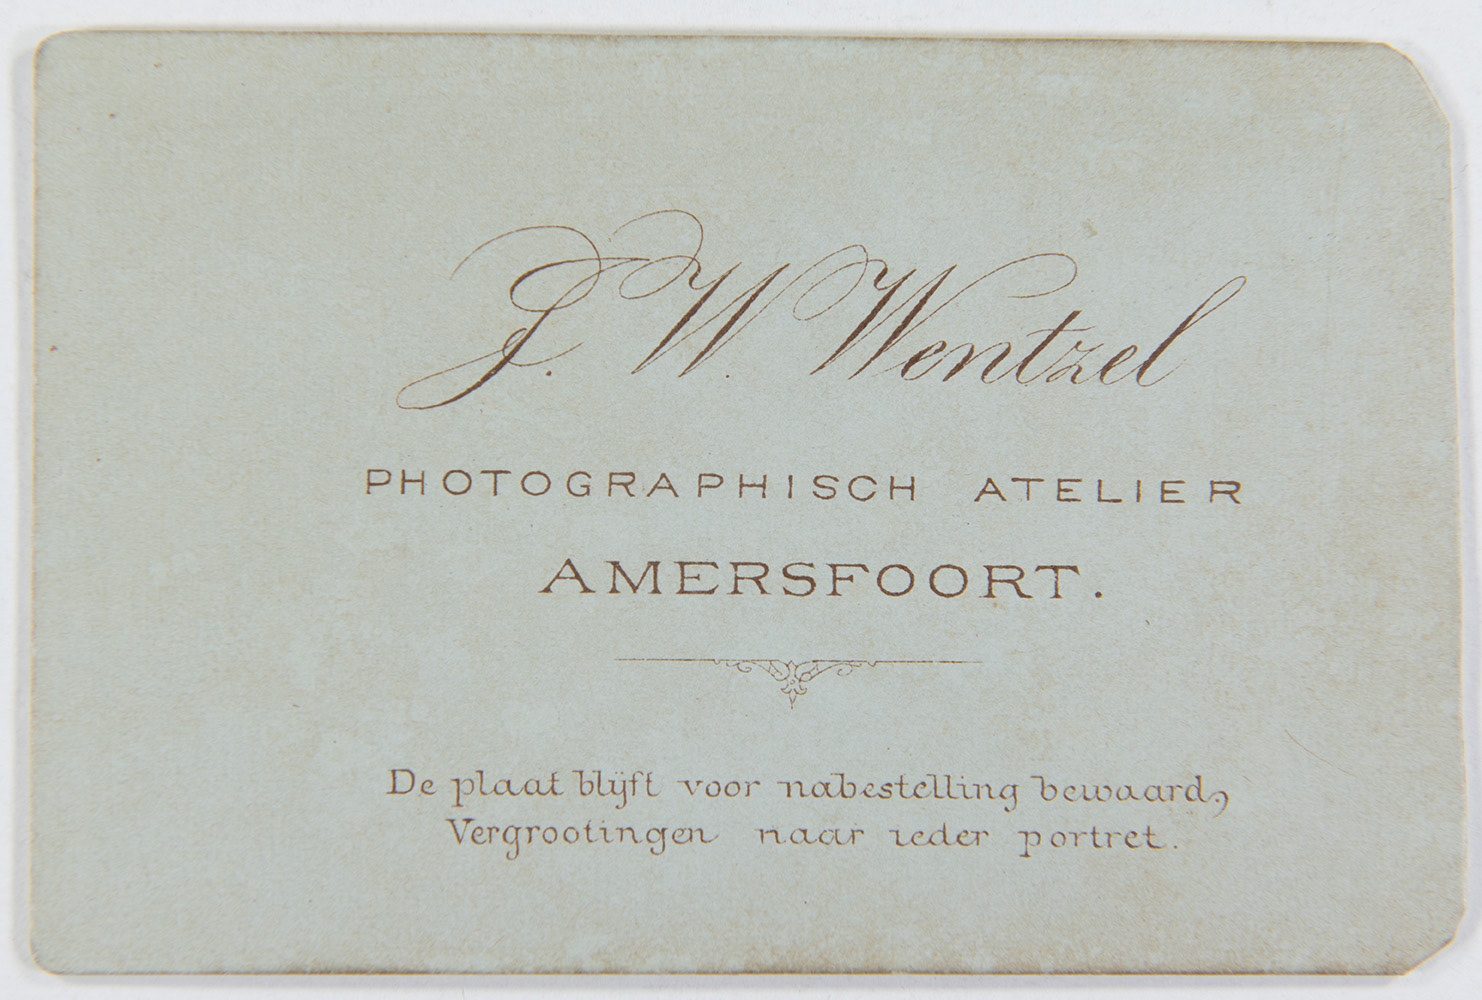 J. W. Wentzel
PHOTOGRAPHISCH ATELIER
AMERSFOORT.
De plaat blijft voor nabestelling bewaard,
Vergrootingen naar ieder portret.